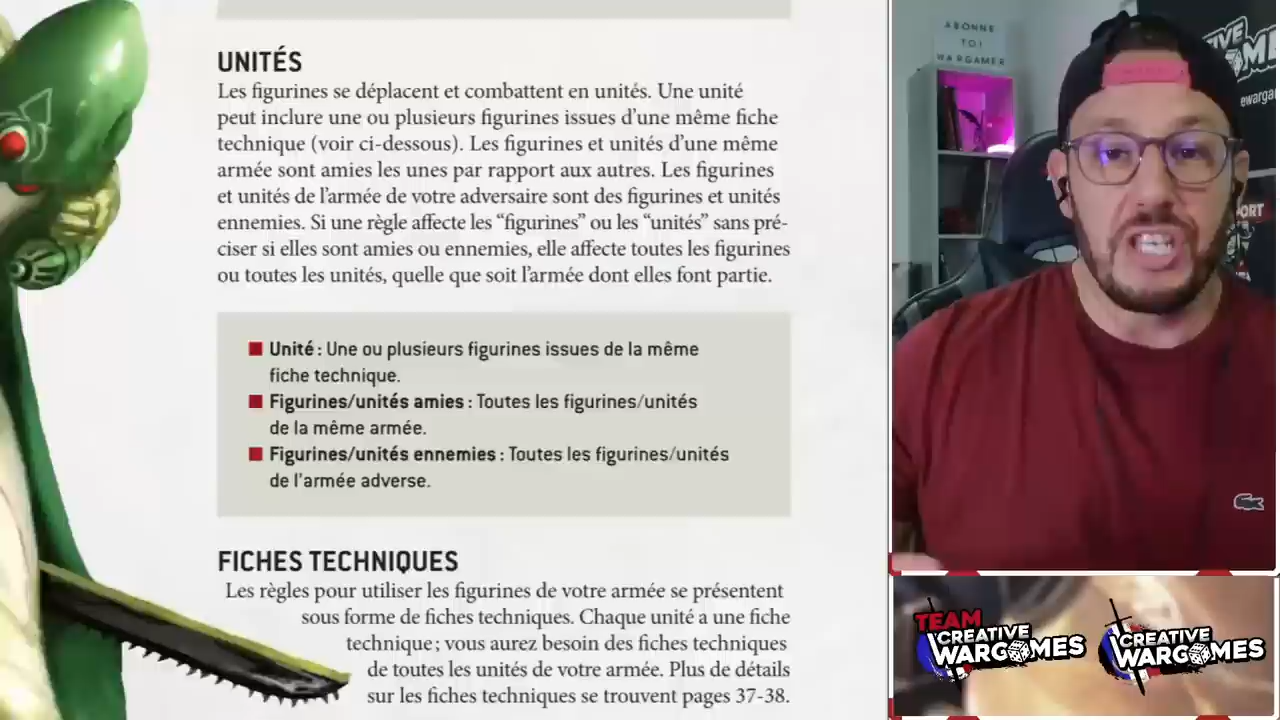 UNITÉS
Les figurines se déplacent et combattent en unités. Une unité
peut inclure une ou plusieurs figurines issues d’une même fiche
technique (voir ci-dessous). Les figurines et unités d’une même
armée sont amies les unes par rapport aux autres. Les figurines
et unités de l’armée de votre adversaire sont des figurines et unités
ennemies. Si une règle affecte les “figurines” ou les “unités” sans pré-
ciser si elles sont amies ou ennemies, elle affecte toutes les figurines
ou toutes les unités, quelle que soit l’armée dont elles font partie.
Unité : Une ou plusieurs figurines issues de la même
fiche technique.
Figurines/unités amies : Toutes les figurines/unités
de la même armée.
Figurines/unités ennemies : Toutes les figurines/unités
de l’armée adverse.
FICHES TECHNIQUES
Les règles pour utiliser les figurines de votre armée se présentent
sous forme de fiches techniques. Chaque unité a une fiche
technique ; vous aurez besoin des fiches techniques
de toutes les unités de votre armée. Plus de détails
sur les fiches techniques se trouvent pages 37-38.
ABONNE
TOI
WARGAMER
TEAM
CREATIVE
WARGOMES
CREATIVE
WARGOMES